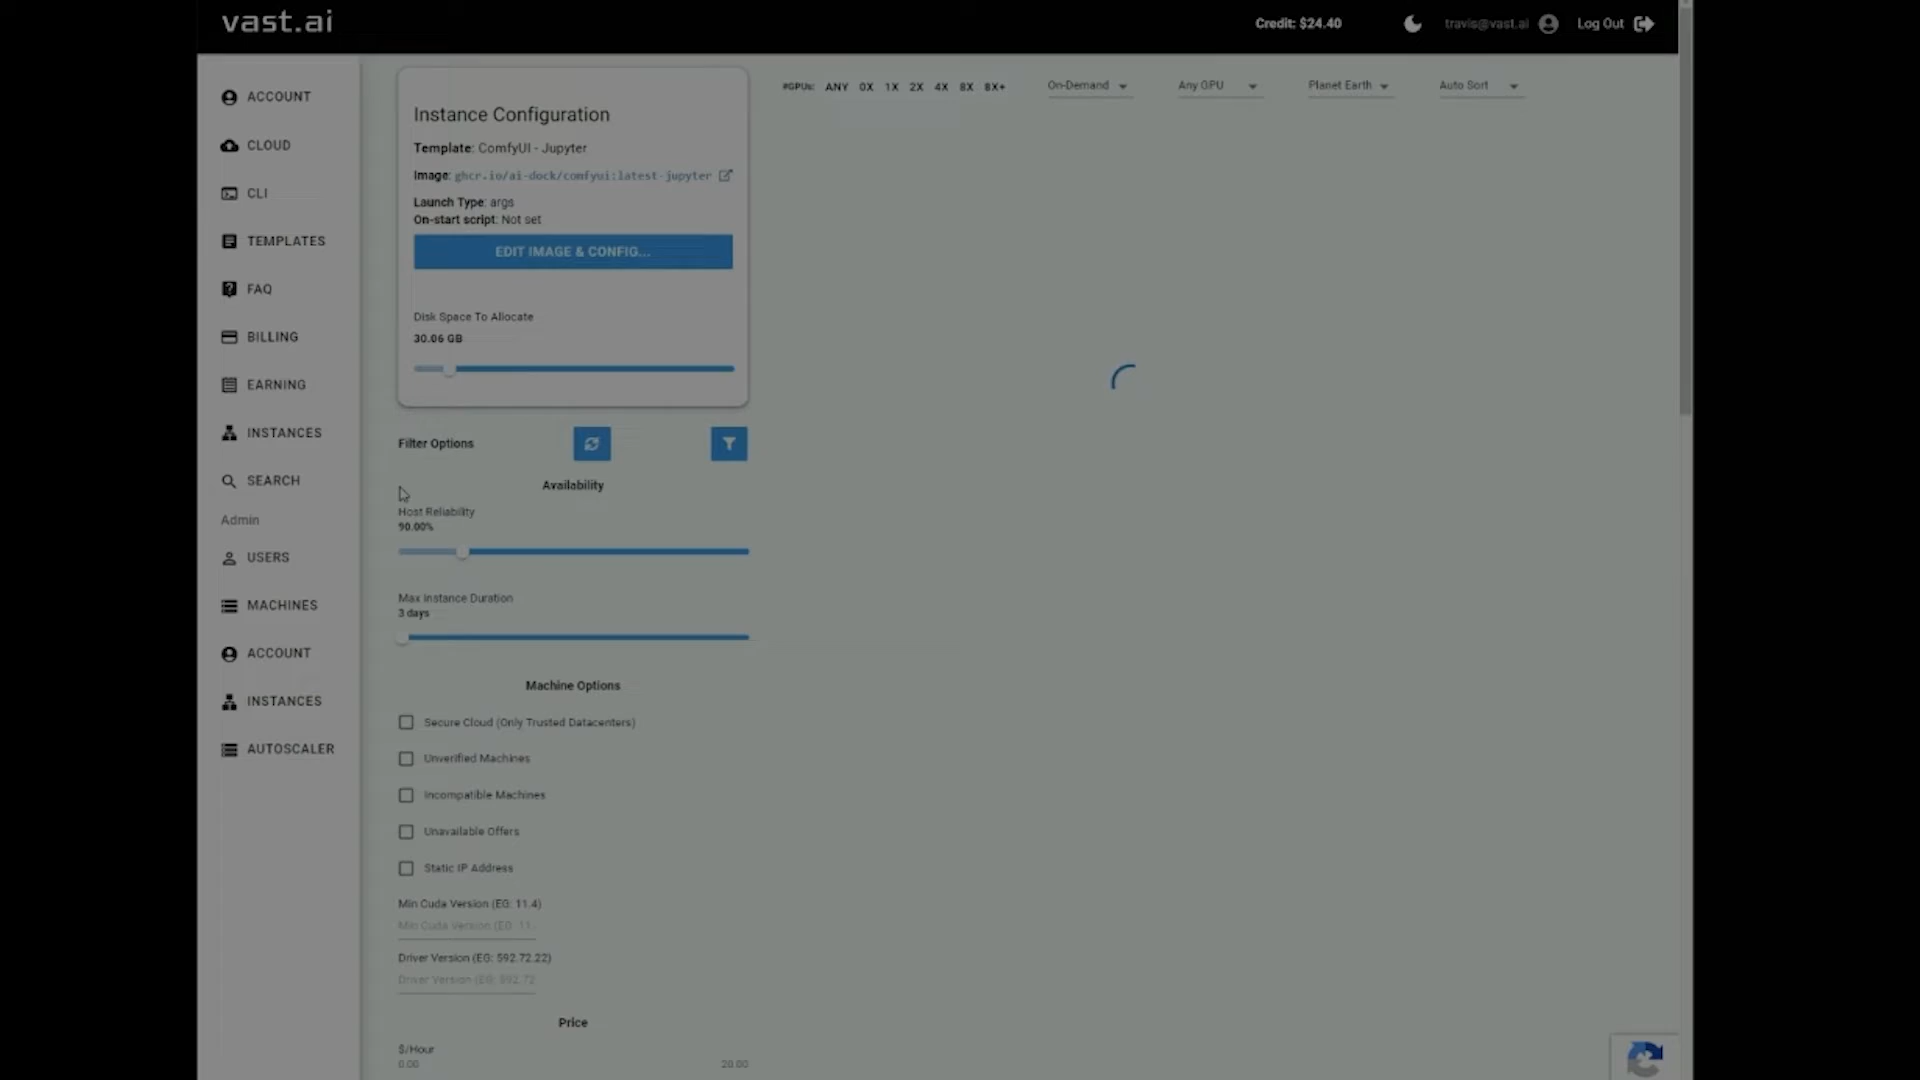 vast.ai
Credit: $24.40
travis@vast.ai
Log Out
ACCOUNT
CLOUD
CLI
TEMPLATES
FAQ
BILLING
EARNING
INSTANCES
SEARCH
Admin
USERS
MACHINES
ACCOUNT
INSTANCES
AUTOSCALER
Instance Configuration
Template: ComfyUI - Jupyter
Image: ghcr.io/ai-dock/comfyui:latest-jupyter
Launch Type: args
On-start script: Not set
EDIT IMAGE & CONFIG...
Disk Space To Allocate
30.06 GB
Filter Options
Availability
Host Reliability
90.00%
Max Instance Duration
3 days
Machine Options
Secure Cloud (Only Trusted Datacenters)
Unverified Machines
Incompatible Machines
Unavailable Offers
Static IP Address
Min Cuda Version (EG: 11.4)
Min Cuda Version (EG: 11.
Driver Version (EG: 592.72.22)
Driver Version (EG: 592.72
Price
$/Hour
0.00 20.00
#GPUs: ANY 0X 1X 2X 4X 8X 8X+
On-Demand
Any GPU
Planet Earth
Auto Sort